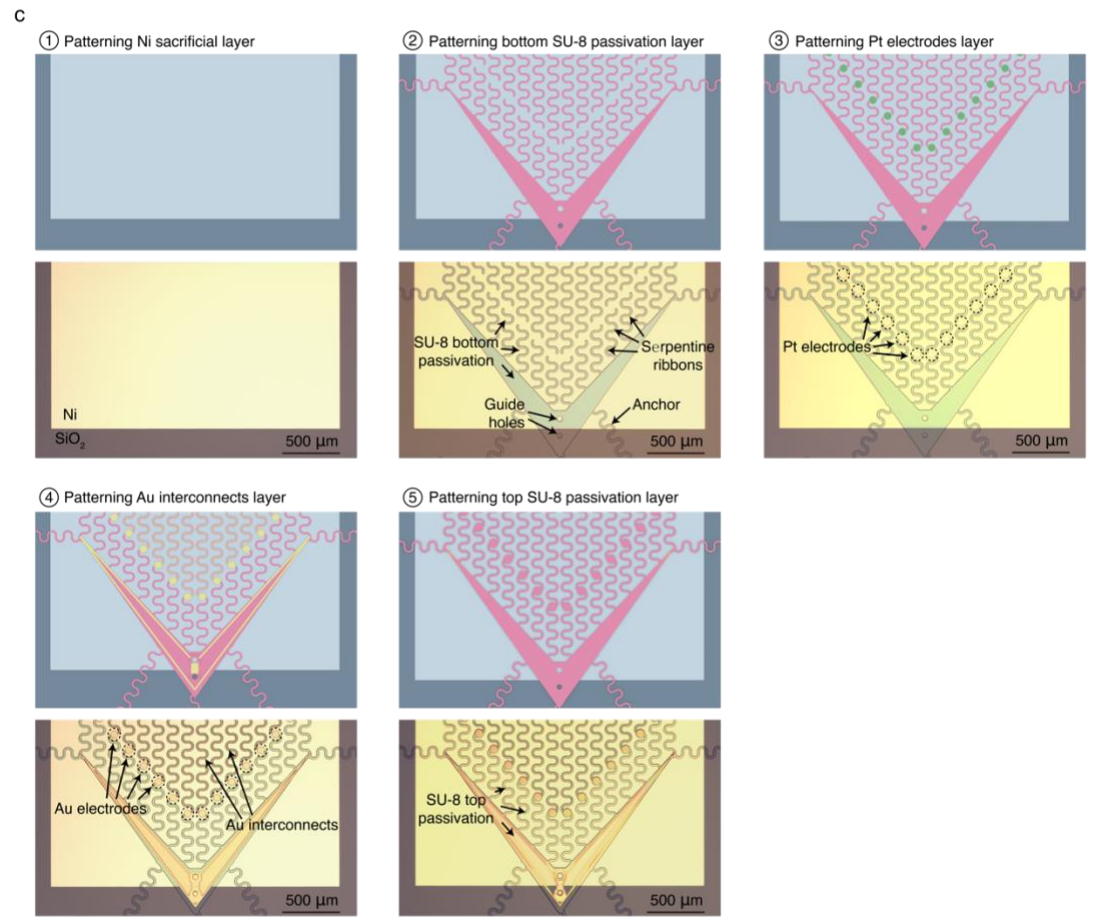 c
① Patterning Ni sacrificial layer
② Patterning bottom SU-8 passivation layer
③ Patterning Pt electrodes layer
Ni
SiO₂
500 µm
SU-8 bottom
passivation
Serpentine
ribbons
Guide
holes
Anchor
500 µm
Pt electrodes
500 µm
④ Patterning Au interconnects layer
⑤ Patterning top SU-8 passivation layer
Au electrodes
Au interconnects
500 µm
SU-8 top
passivation
500 µm